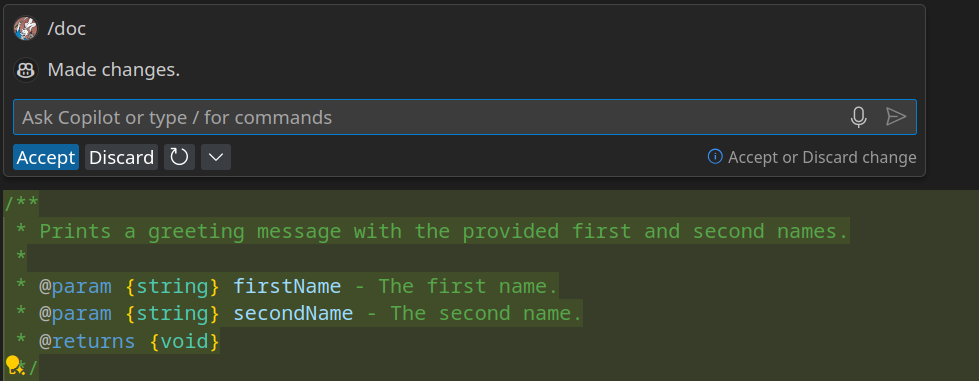 /doc
Made changes.
Ask Copilot or type / for commands
Accept Discard Accept or Discard change
/**
* Prints a greeting message with the provided first and second names.
*
* @param {string} firstName - The first name.
* @param {string} secondName - The second name.
* @returns {void}
*/